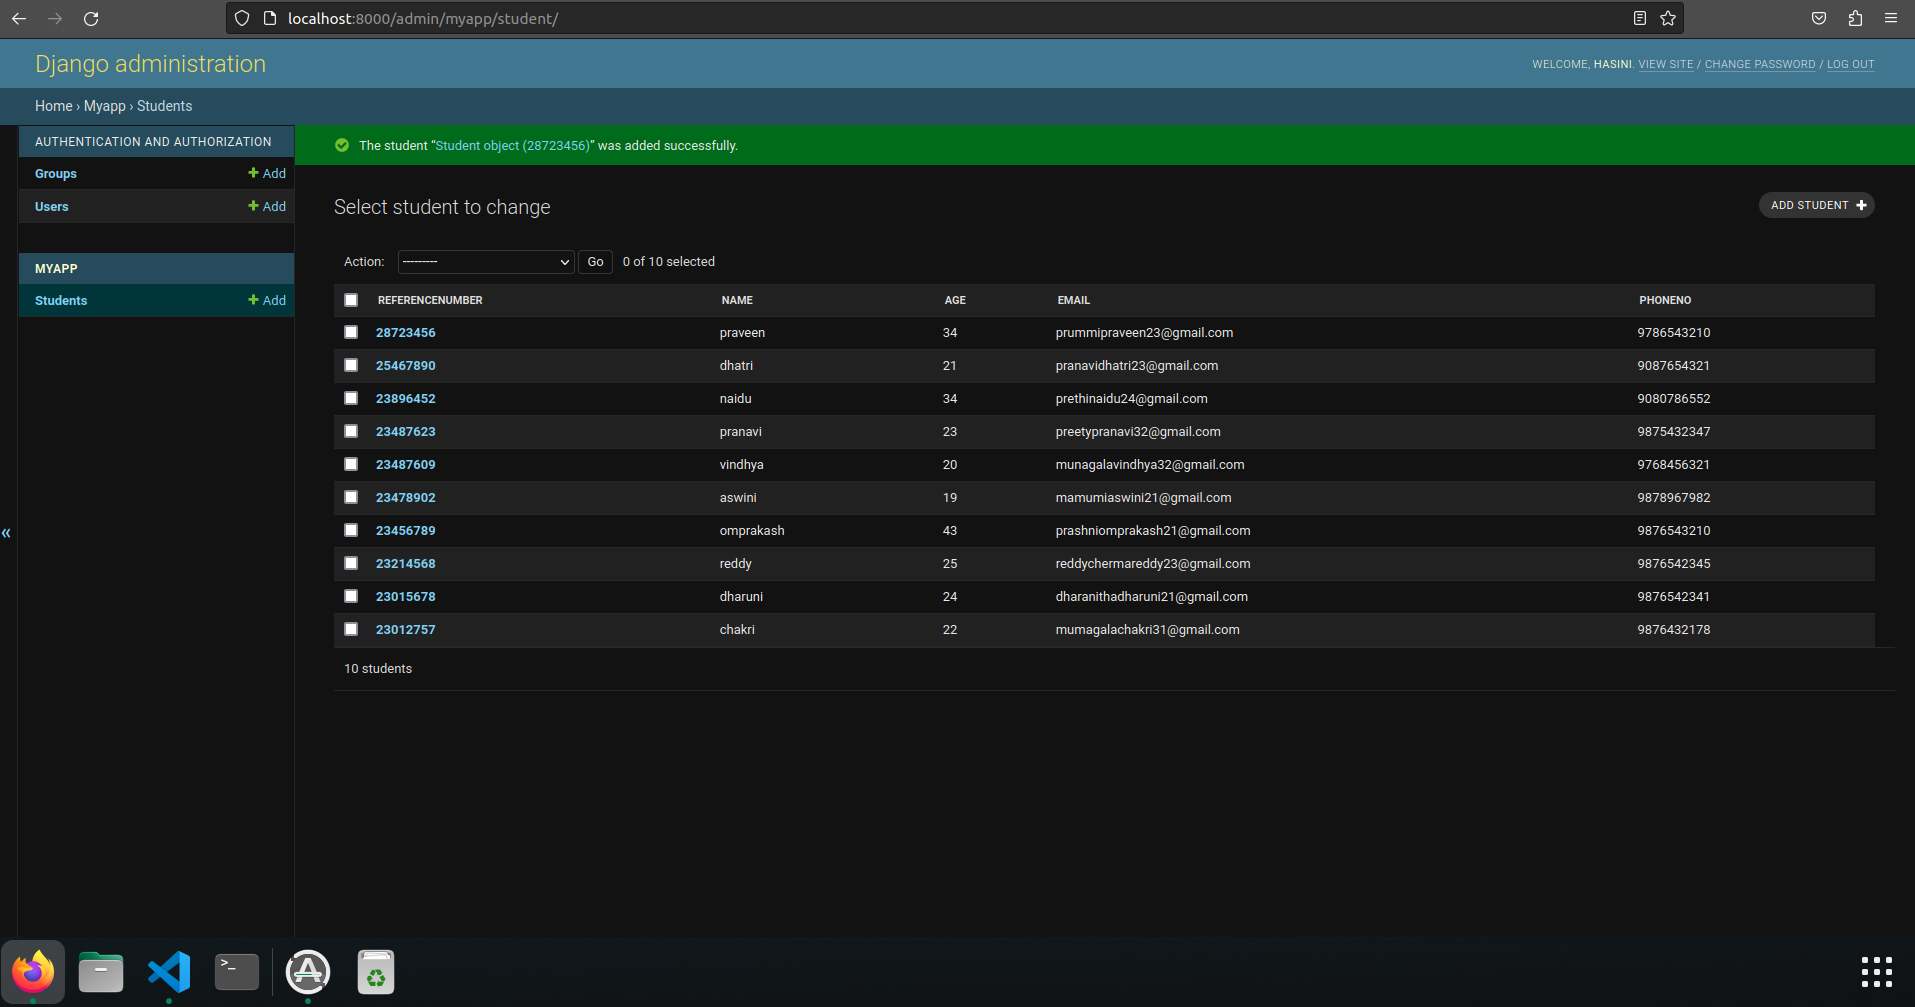 localhost:8000/admin/myapp/student/
Django administration
WELCOME, HASINI. VIEW SITE / CHANGE PASSWORD / LOG OUT
Home › Myapp › Students
AUTHENTICATION AND AUTHORIZATION
Groups + Add
Users + Add
MYAPP
Students + Add
«
The student “Student object (28723456)” was added successfully.
Select student to change
ADD STUDENT +
Action: --------- Go 0 of 10 selected
REFERENCENUMBER NAME AGE EMAIL PHONENO
28723456 praveen 34 prummipraveen23@gmail.com 9786543210
25467890 dhatri 21 pranavidhatri23@gmail.com 9087654321
23896452 naidu 34 prethinaidu24@gmail.com 9080786552
23487623 pranavi 23 preetypranavi32@gmail.com 9875432347
23487609 vindhya 20 munagalavindhya32@gmail.com 9768456321
23478902 aswini 19 mamumiaswini21@gmail.com 9878967982
23456789 omprakash 43 prashniomprakash21@gmail.com 9876543210
23214568 reddy 25 reddychermareddy23@gmail.com 9876542345
23015678 dharuni 24 dharanithadharuni21@gmail.com 9876542341
23012757 chakri 22 mumagalachakri31@gmail.com 9876432178
10 students